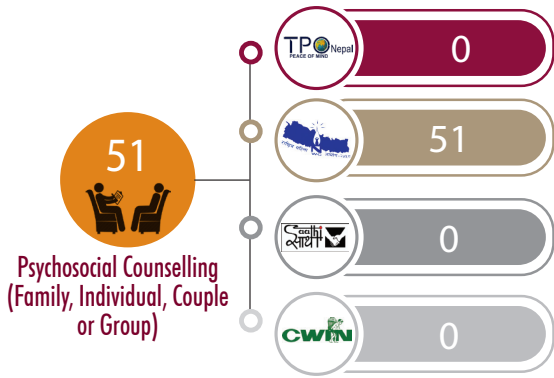 51
Psychosocial Counselling
(Family, Individual, Couple
or Group)
TPO Nepal
PEACE OF MIND
0
51
Saathi
साथी
0
CWIN
0